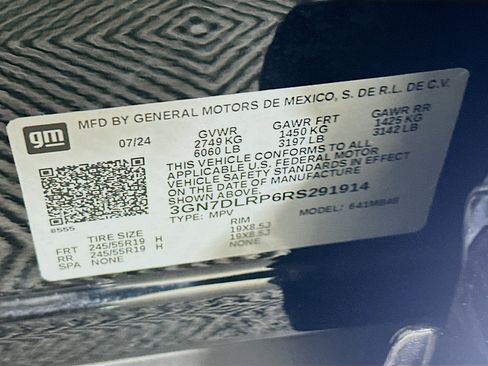 gm
MFD BY GENERAL MOTORS DE MEXICO, S. DE R.L. DE C.V.
07/24 GVWR GAWR FRT GAWR RR
2749 KG 1450 KG 1425 KG
6060 LB 3197 LB 3142 LB
THIS VEHICLE CONFORMS TO ALL
APPLICABLE U.S. FEDERAL MOTOR
VEHICLE SAFETY STANDARDS IN EFFECT
ON THE DATE OF MANUFACTURE
3GN7DLRP6RS291914
TYPE: MPV MODEL: 641MB48
8555
TIRE SIZE RIM
FRT 245/55R19 H 19X8.5J
RR 245/55R19 H 19X8.5J
SPA NONE NONE